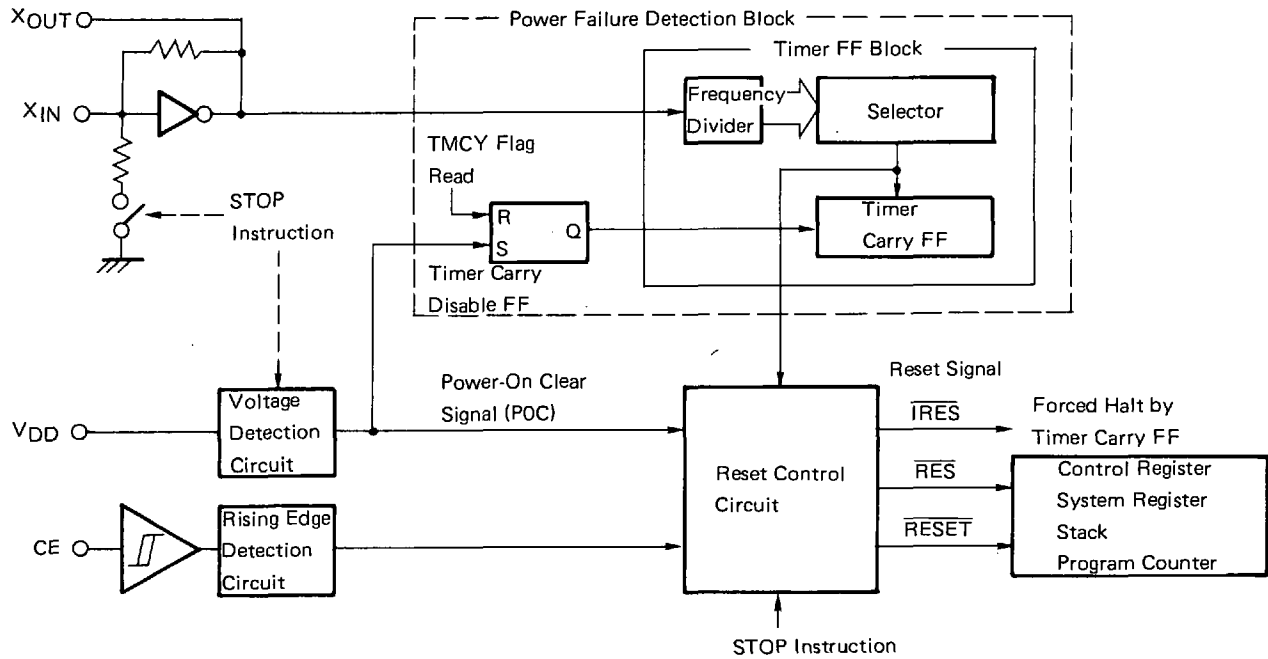 XOUT
Power Failure Detection Block
Timer FF Block
XIN
Frequency
Divider
Selector
TMCY Flag
Read
R
S
Q
Timer
Carry FF
STOP
Instruction
Timer Carry
Disable FF
Power-On Clear
Signal (POC)
Reset Signal
VDD
Voltage
Detection
Circuit
IRES
Forced Halt by
Timer Carry FF
Reset Control
Circuit
RES
Control Register
System Register
Stack
Program Counter
CE
Rising Edge
Detection
Circuit
RESET
STOP Instruction